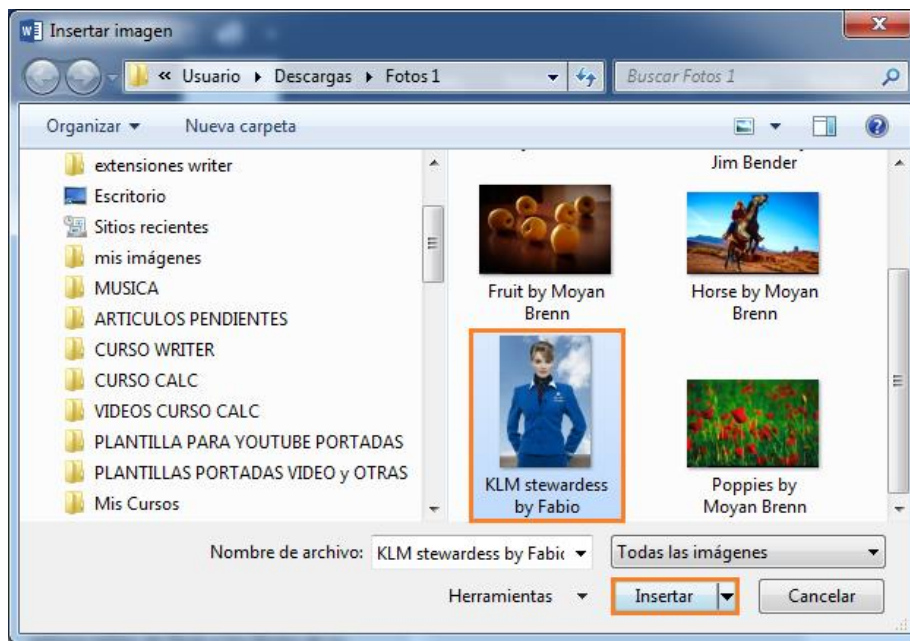 Insertar imagen
« Usuario ▸ Descargas ▸ Fotos 1
Buscar Fotos 1
Organizar
Nueva carpeta
extensiones writer
Escritorio
Sitios recientes
mis imágenes
MUSICA
ARTICULOS PENDIENTES
CURSO WRITER
CURSO CALC
VIDEOS CURSO CALC
PLANTILLA PARA YOUTUBE PORTADAS
PLANTILLAS PORTADAS VIDEO y OTRAS
Mis Cursos
Jim Bender
Fruit by Moyan
Brenn
Horse by Moyan
Brenn
KLM stewardess
by Fabio
Poppies by
Moyan Brenn
Nombre de archivo: KLM stewardess by Fabic
Todas las imágenes
Herramientas
Insertar
Cancelar